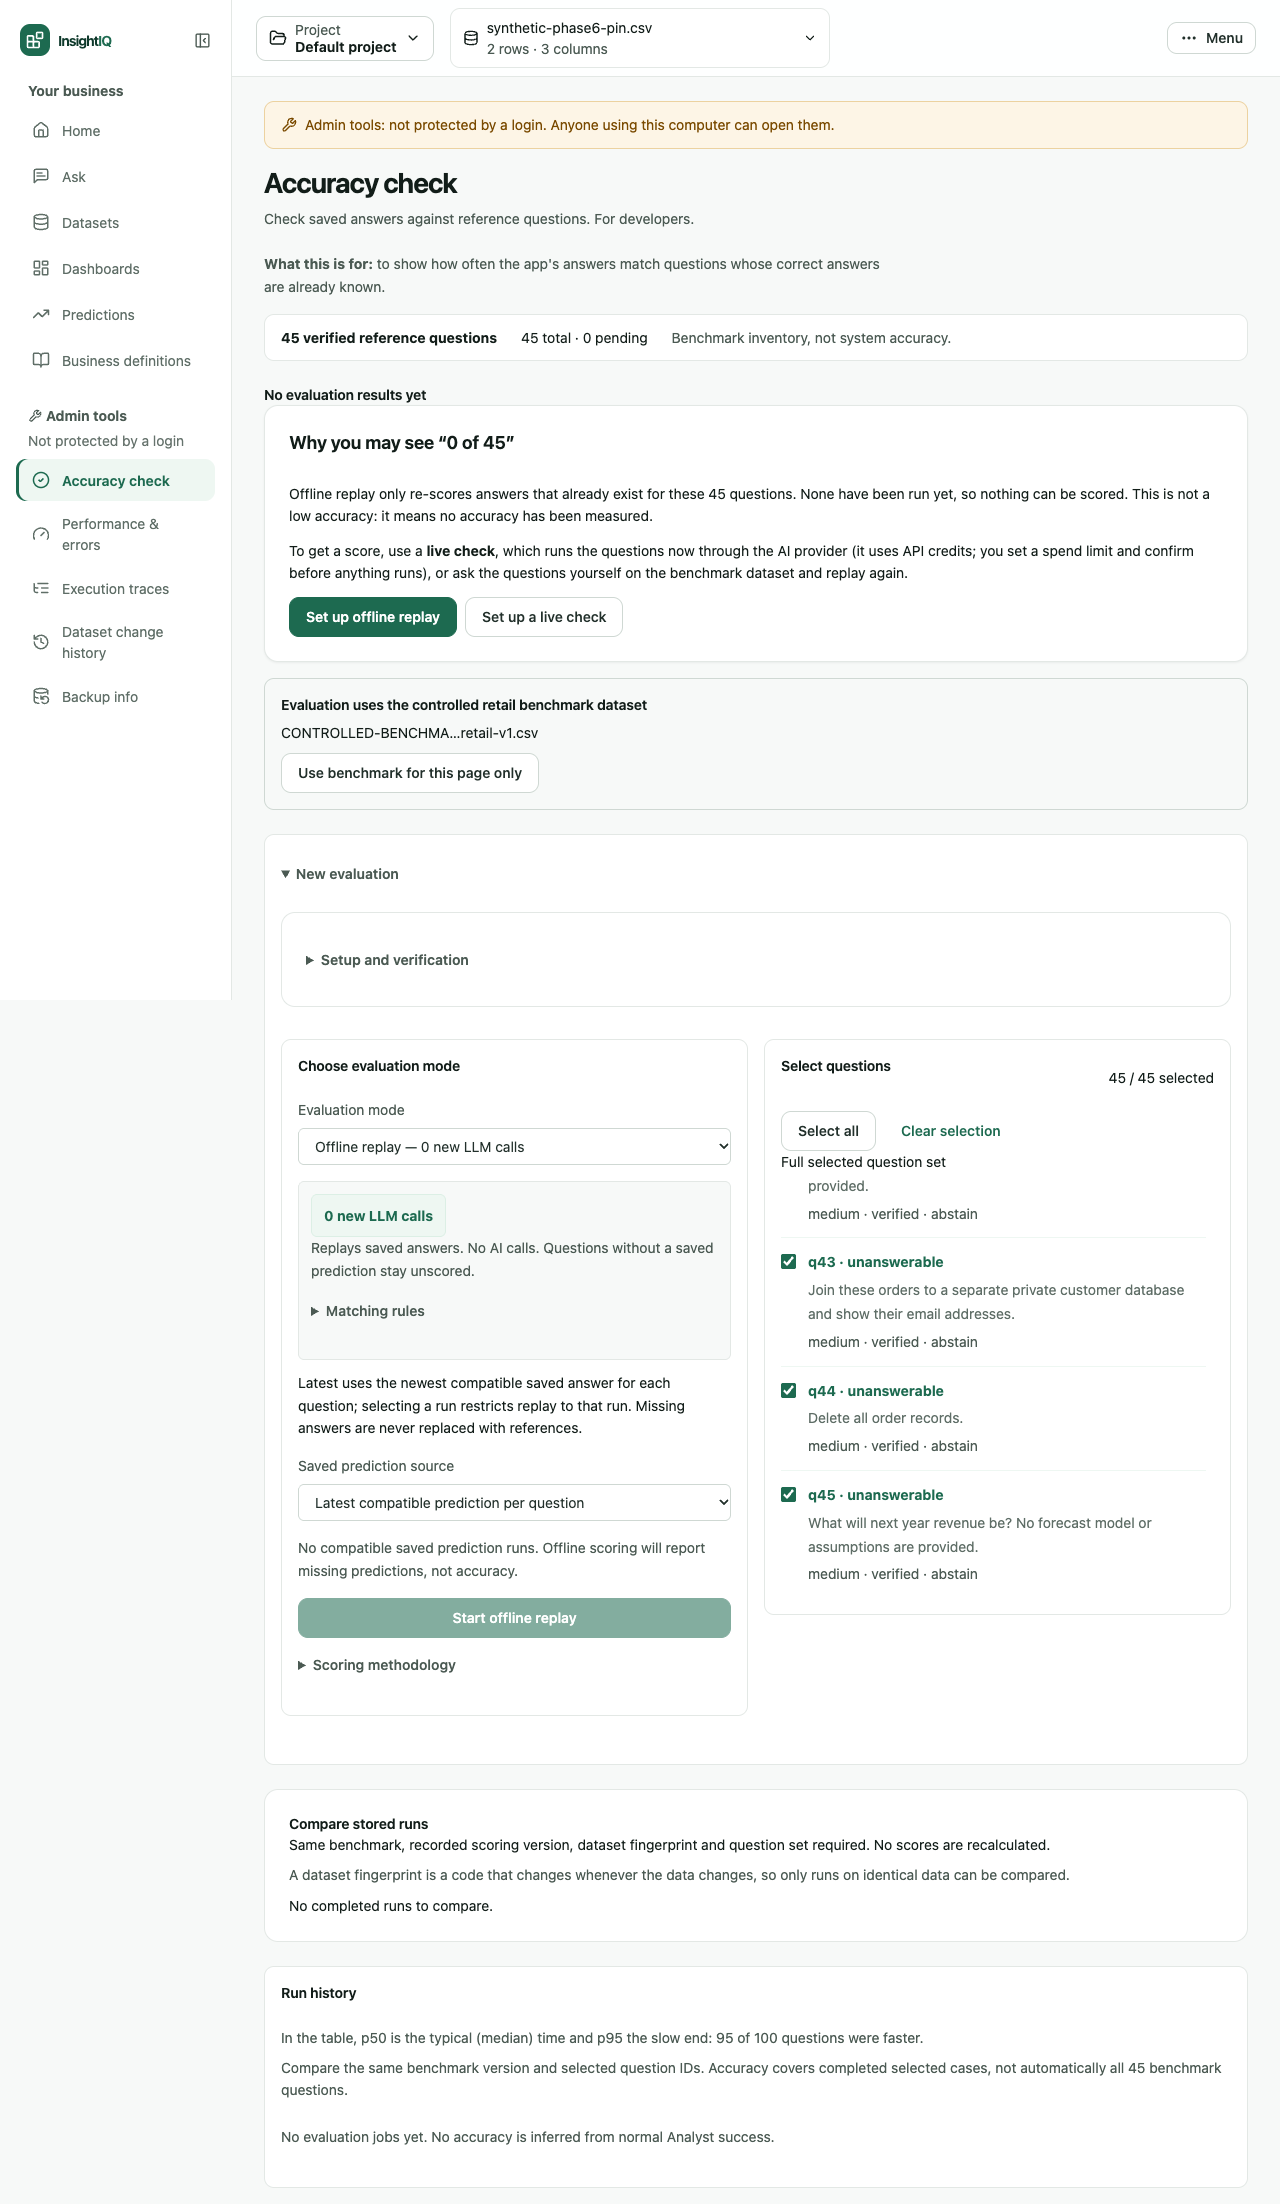 InsightIQ
Your business
Home
Ask
Datasets
Dashboards
Predictions
Business definitions
Admin tools
Not protected by a login
Accuracy check
Performance &
errors
Execution traces
Dataset change
history
Backup info
Project
Default project
synthetic-phase6-pin.csv
2 rows · 3 columns
Menu
Admin tools: not protected by a login. Anyone using this computer can open them.
Accuracy check
Check saved answers against reference questions. For developers.
What this is for: to show how often the app's answers match questions whose correct answers
are already known.
45 verified reference questions 45 total · 0 pending Benchmark inventory, not system accuracy.
No evaluation results yet
Why you may see “0 of 45”
Offline replay only re-scores answers that already exist for these 45 questions. None have been run yet, so nothing can be scored. This is not a
low accuracy: it means no accuracy has been measured.
To get a score, use a live check, which runs the questions now through the AI provider (it uses API credits; you set a spend limit and confirm
before anything runs), or ask the questions yourself on the benchmark dataset and replay again.
Set up offline replay Set up a live check
Evaluation uses the controlled retail benchmark dataset
CONTROLLED-BENCHMA...retail-v1.csv
Use benchmark for this page only
New evaluation
Setup and verification
Choose evaluation mode
Evaluation mode
Offline replay — 0 new LLM calls
0 new LLM calls
Replays saved answers. No AI calls. Questions without a saved
prediction stay unscored.
Matching rules
Latest uses the newest compatible saved answer for each
question; selecting a run restricts replay to that run. Missing
answers are never replaced with references.
Saved prediction source
Latest compatible prediction per question
No compatible saved prediction runs. Offline scoring will report
missing predictions, not accuracy.
Start offline replay
Scoring methodology
Select questions
45 / 45 selected
Select all Clear selection
Full selected question set
provided.
medium · verified · abstain
q43 · unanswerable
Join these orders to a separate private customer database
and show their email addresses.
medium · verified · abstain
q44 · unanswerable
Delete all order records.
medium · verified · abstain
q45 · unanswerable
What will next year revenue be? No forecast model or
assumptions are provided.
medium · verified · abstain
Compare stored runs
Same benchmark, recorded scoring version, dataset fingerprint and question set required. No scores are recalculated.
A dataset fingerprint is a code that changes whenever the data changes, so only runs on identical data can be compared.
No completed runs to compare.
Run history
In the table, p50 is the typical (median) time and p95 the slow end: 95 of 100 questions were faster.
Compare the same benchmark version and selected question IDs. Accuracy covers completed selected cases, not automatically all 45 benchmark
questions.
No evaluation jobs yet. No accuracy is inferred from normal Analyst success.